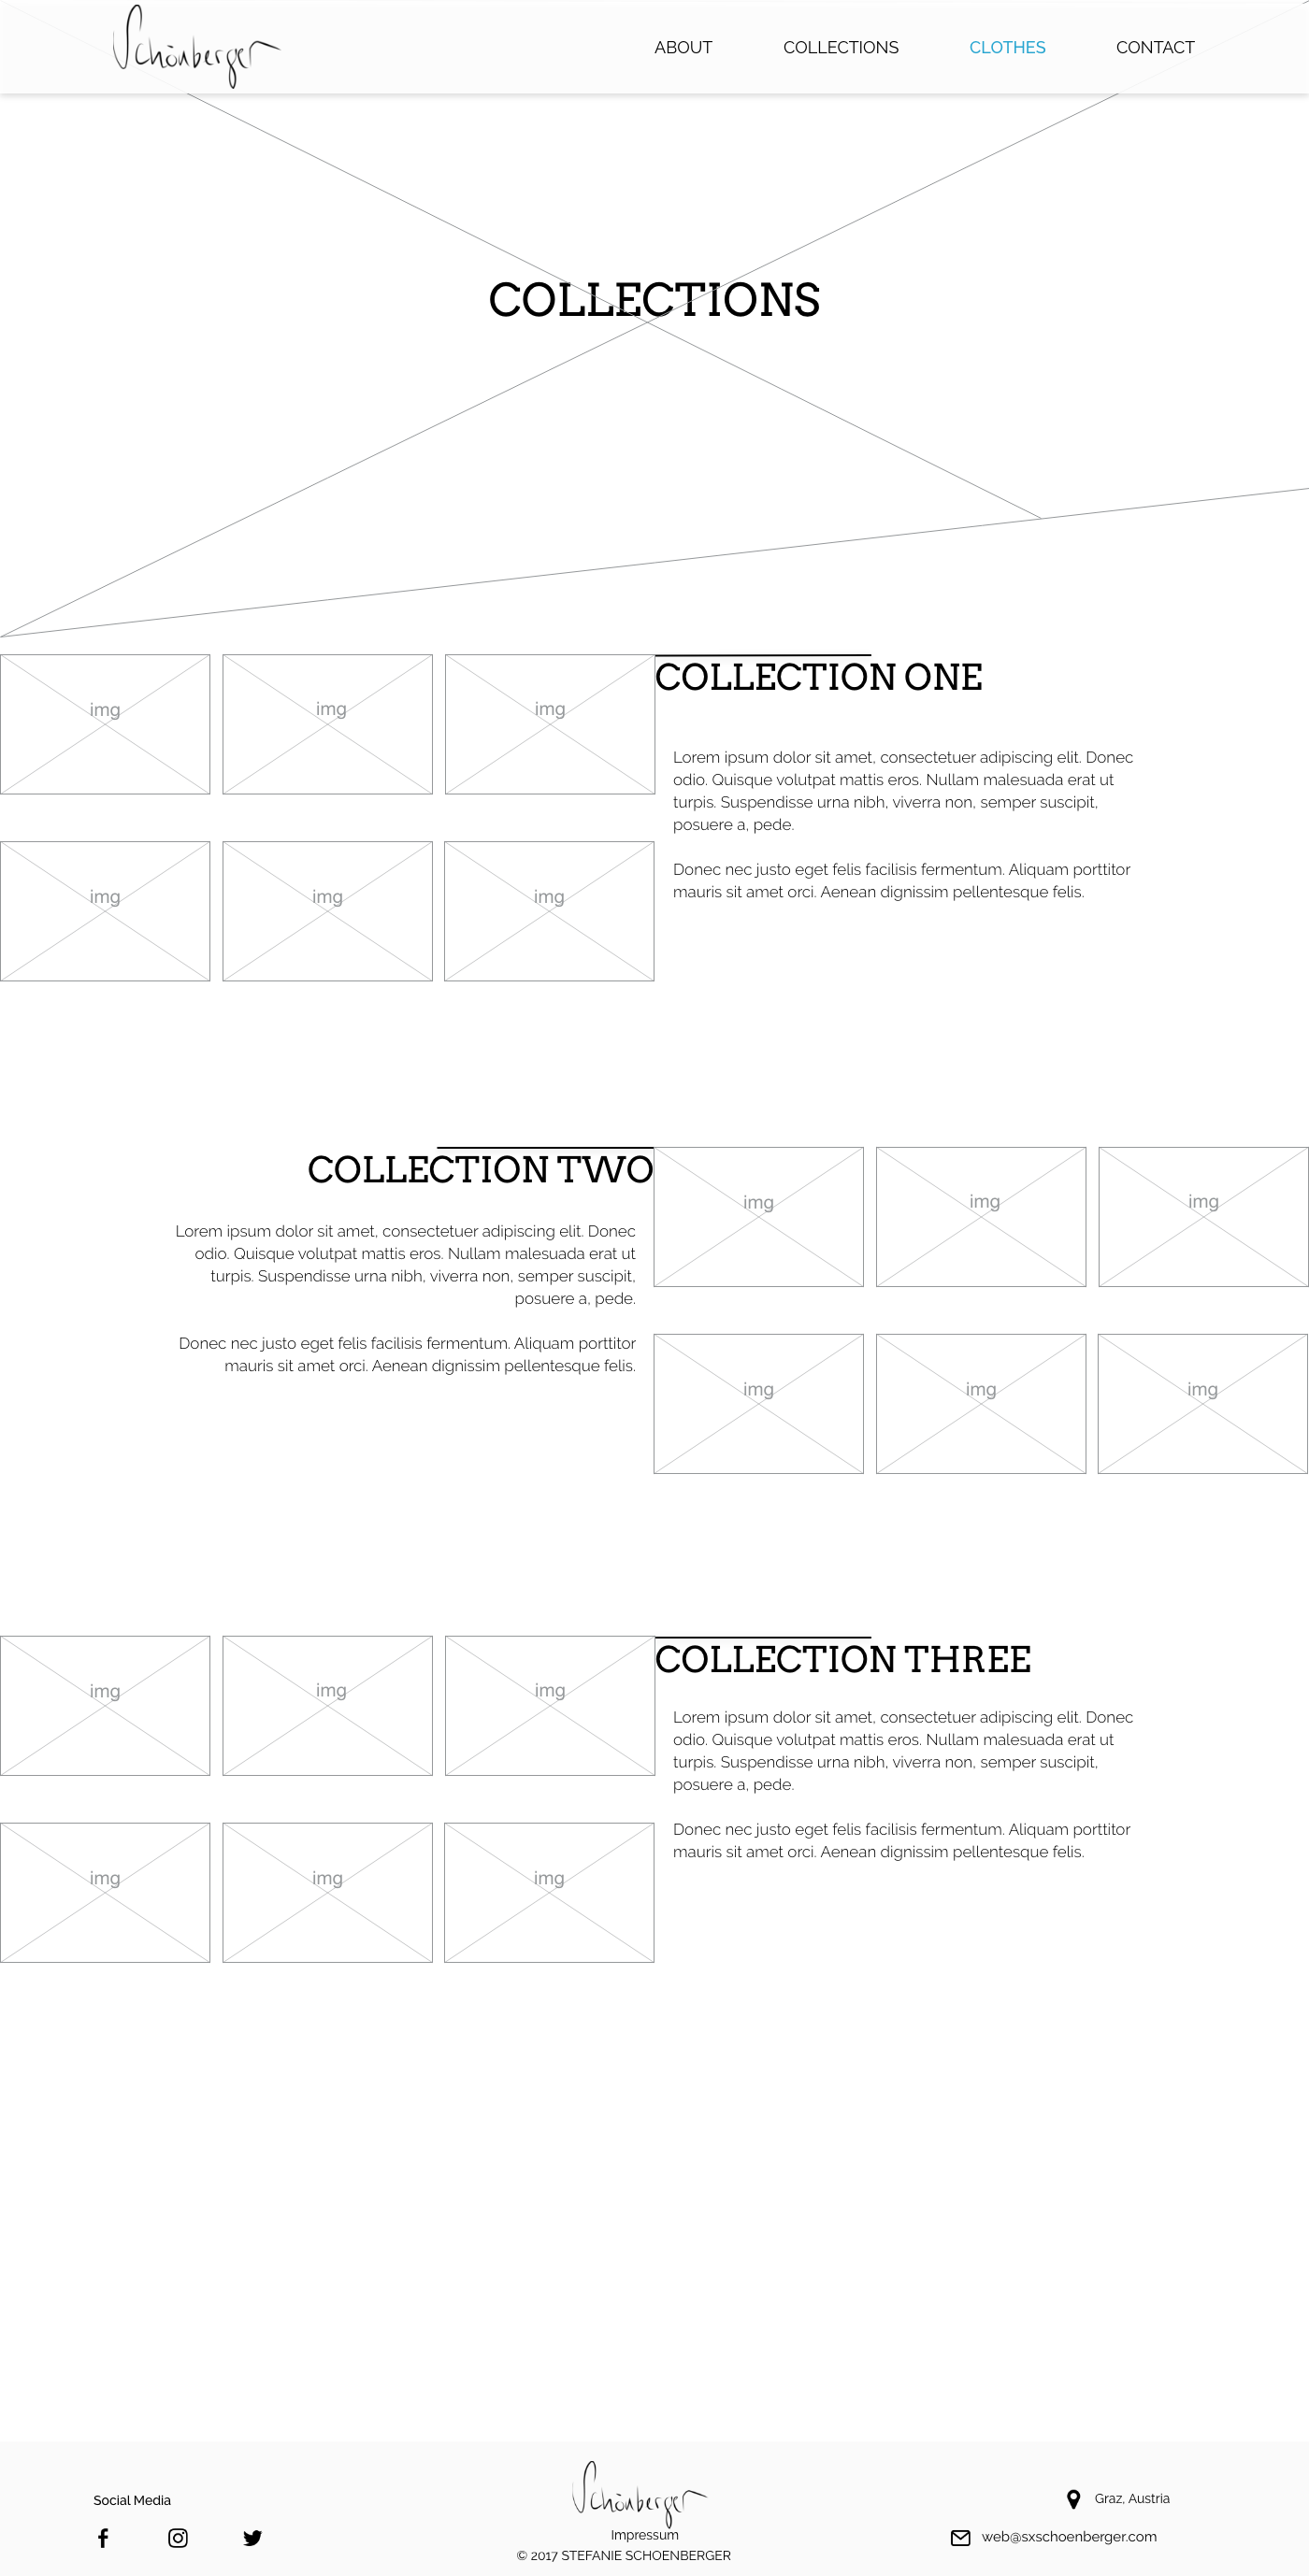 Schönberger
ABOUT COLLECTIONS CLOTHES CONTACT
COLLECTIONS
img img img
COLLECTION ONE
Lorem ipsum dolor sit amet, consectetuer adipiscing elit. Donec
odio. Quisque volutpat mattis eros. Nullam malesuada erat ut
turpis. Suspendisse urna nibh, viverra non, semper suscipit,
posuere a, pede.
Donec nec justo eget felis facilisis fermentum. Aliquam porttitor
mauris sit amet orci. Aenean dignissim pellentesque felis.
img img img
COLLECTION TWO
Lorem ipsum dolor sit amet, consectetuer adipiscing elit. Donec
odio. Quisque volutpat mattis eros. Nullam malesuada erat ut
turpis. Suspendisse urna nibh, viverra non, semper suscipit,
posuere a, pede.
Donec nec justo eget felis facilisis fermentum. Aliquam porttitor
mauris sit amet orci. Aenean dignissim pellentesque felis.
img img img
img img img
img img img
COLLECTION THREE
Lorem ipsum dolor sit amet, consectetuer adipiscing elit. Donec
odio. Quisque volutpat mattis eros. Nullam malesuada erat ut
turpis. Suspendisse urna nibh, viverra non, semper suscipit,
posuere a, pede.
Donec nec justo eget felis facilisis fermentum. Aliquam porttitor
mauris sit amet orci. Aenean dignissim pellentesque felis.
img img img
Social Media
Schönberger
Impressum
© 2017 STEFANIE SCHOENBERGER
Graz, Austria
web@sxschoenberger.com